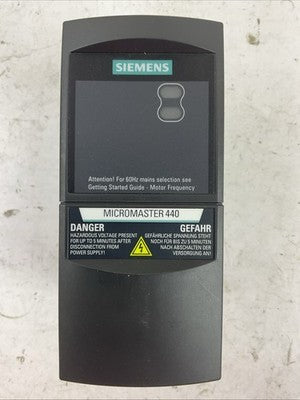 SIEMENS
Attention! For 60Hz mains selection see
Getting Started Guide - Motor Frequency
MICROMASTER 440
DANGER
HAZARDOUS VOLTAGE PRESENT
FOR UP TO 5 MINUTES AFTER
DISCONNECTION FROM
POWER SUPPLY!
GEFAHR
GEFÄHRLICHE SPANNUNG STEHT
NOCH FÜR BIS ZU 5 MINUTEN
NACH ABSCHALTEN DER
VERSORGUNG AN!